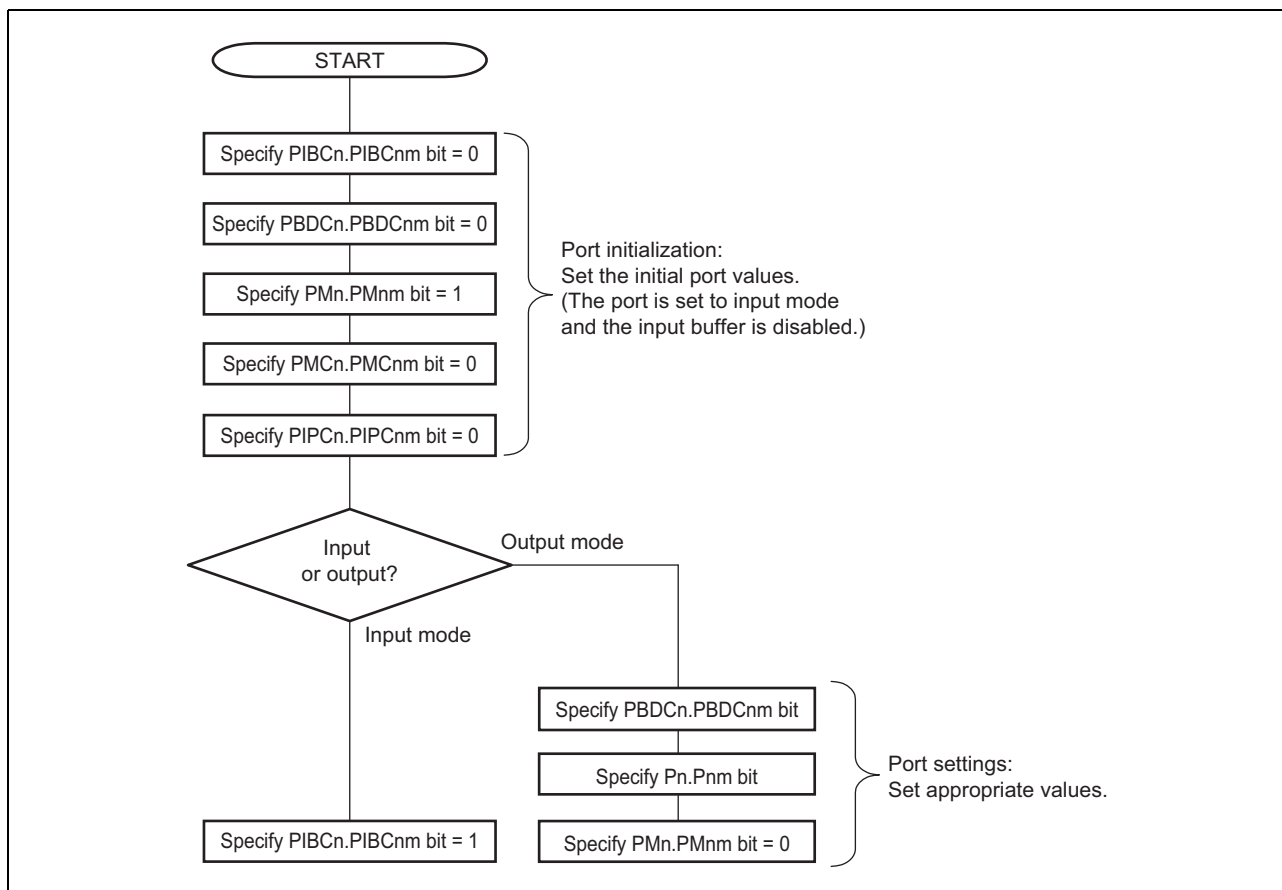 START
Specify PIBCn.PIBCnm bit = 0
Specify PBDCn.PBDCnm bit = 0
Specify PMn.PMnm bit = 1
Specify PMCn.PMCnm bit = 0
Specify PIPCn.PIPCnm bit = 0
Port initialization:
Set the initial port values.
(The port is set to input mode
and the input buffer is disabled.)
Input
or output?
Output mode
Input mode
Specify PIBCn.PIBCnm bit = 1
Specify PBDCn.PBDCnm bit
Specify Pn.Pnm bit
Specify PMn.PMnm bit = 0
Port settings:
Set appropriate values.